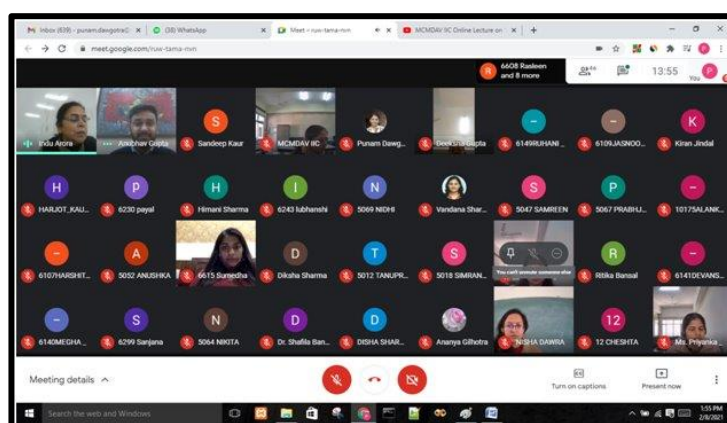 Inbox (839) - punam.dawgotra@
(38) WhatsApp
Meet – ruw-tama-mvn
MCMDAV IIC Online Lecture on
meet.google.com/ruw-tama-mvn
6608 Rasleen
and 8 more
13:55
You
Indu Arora
Anubhav Gupta
Sandeep Kaur
MCMDAV IIC
Punam Dawg...
Deeksha Gupta
6149RUHANI_...
6109JASNOO...
Kiran Jindal
HARJOT_KAU...
6230 payal
Himani Sharma
6243 lubhanshi
5069 NIDHI
Vandana Shar...
5047 SAMREEN
5067 PRABHJ...
10175ALANK...
6107HARSHIT...
5052 ANUSHKA
6615 Sumedha
Diksha Sharma
5012 TANUPR...
5018 SIMRAN...
You can't unmute someone else
Ritika Bansal
6141DEVANS...
6140MEGHA_...
6299 Sanjana
5064 NIKITA
Dr. Shafila Ban...
DISHA SHAR...
Ananya Gilhotra
NISHA DAWRA
12 CHESHTA
Ms. Priyanka_...
Meeting details
Turn on captions
Present now
Search the web and Windows
1:55 PM
2/8/2021